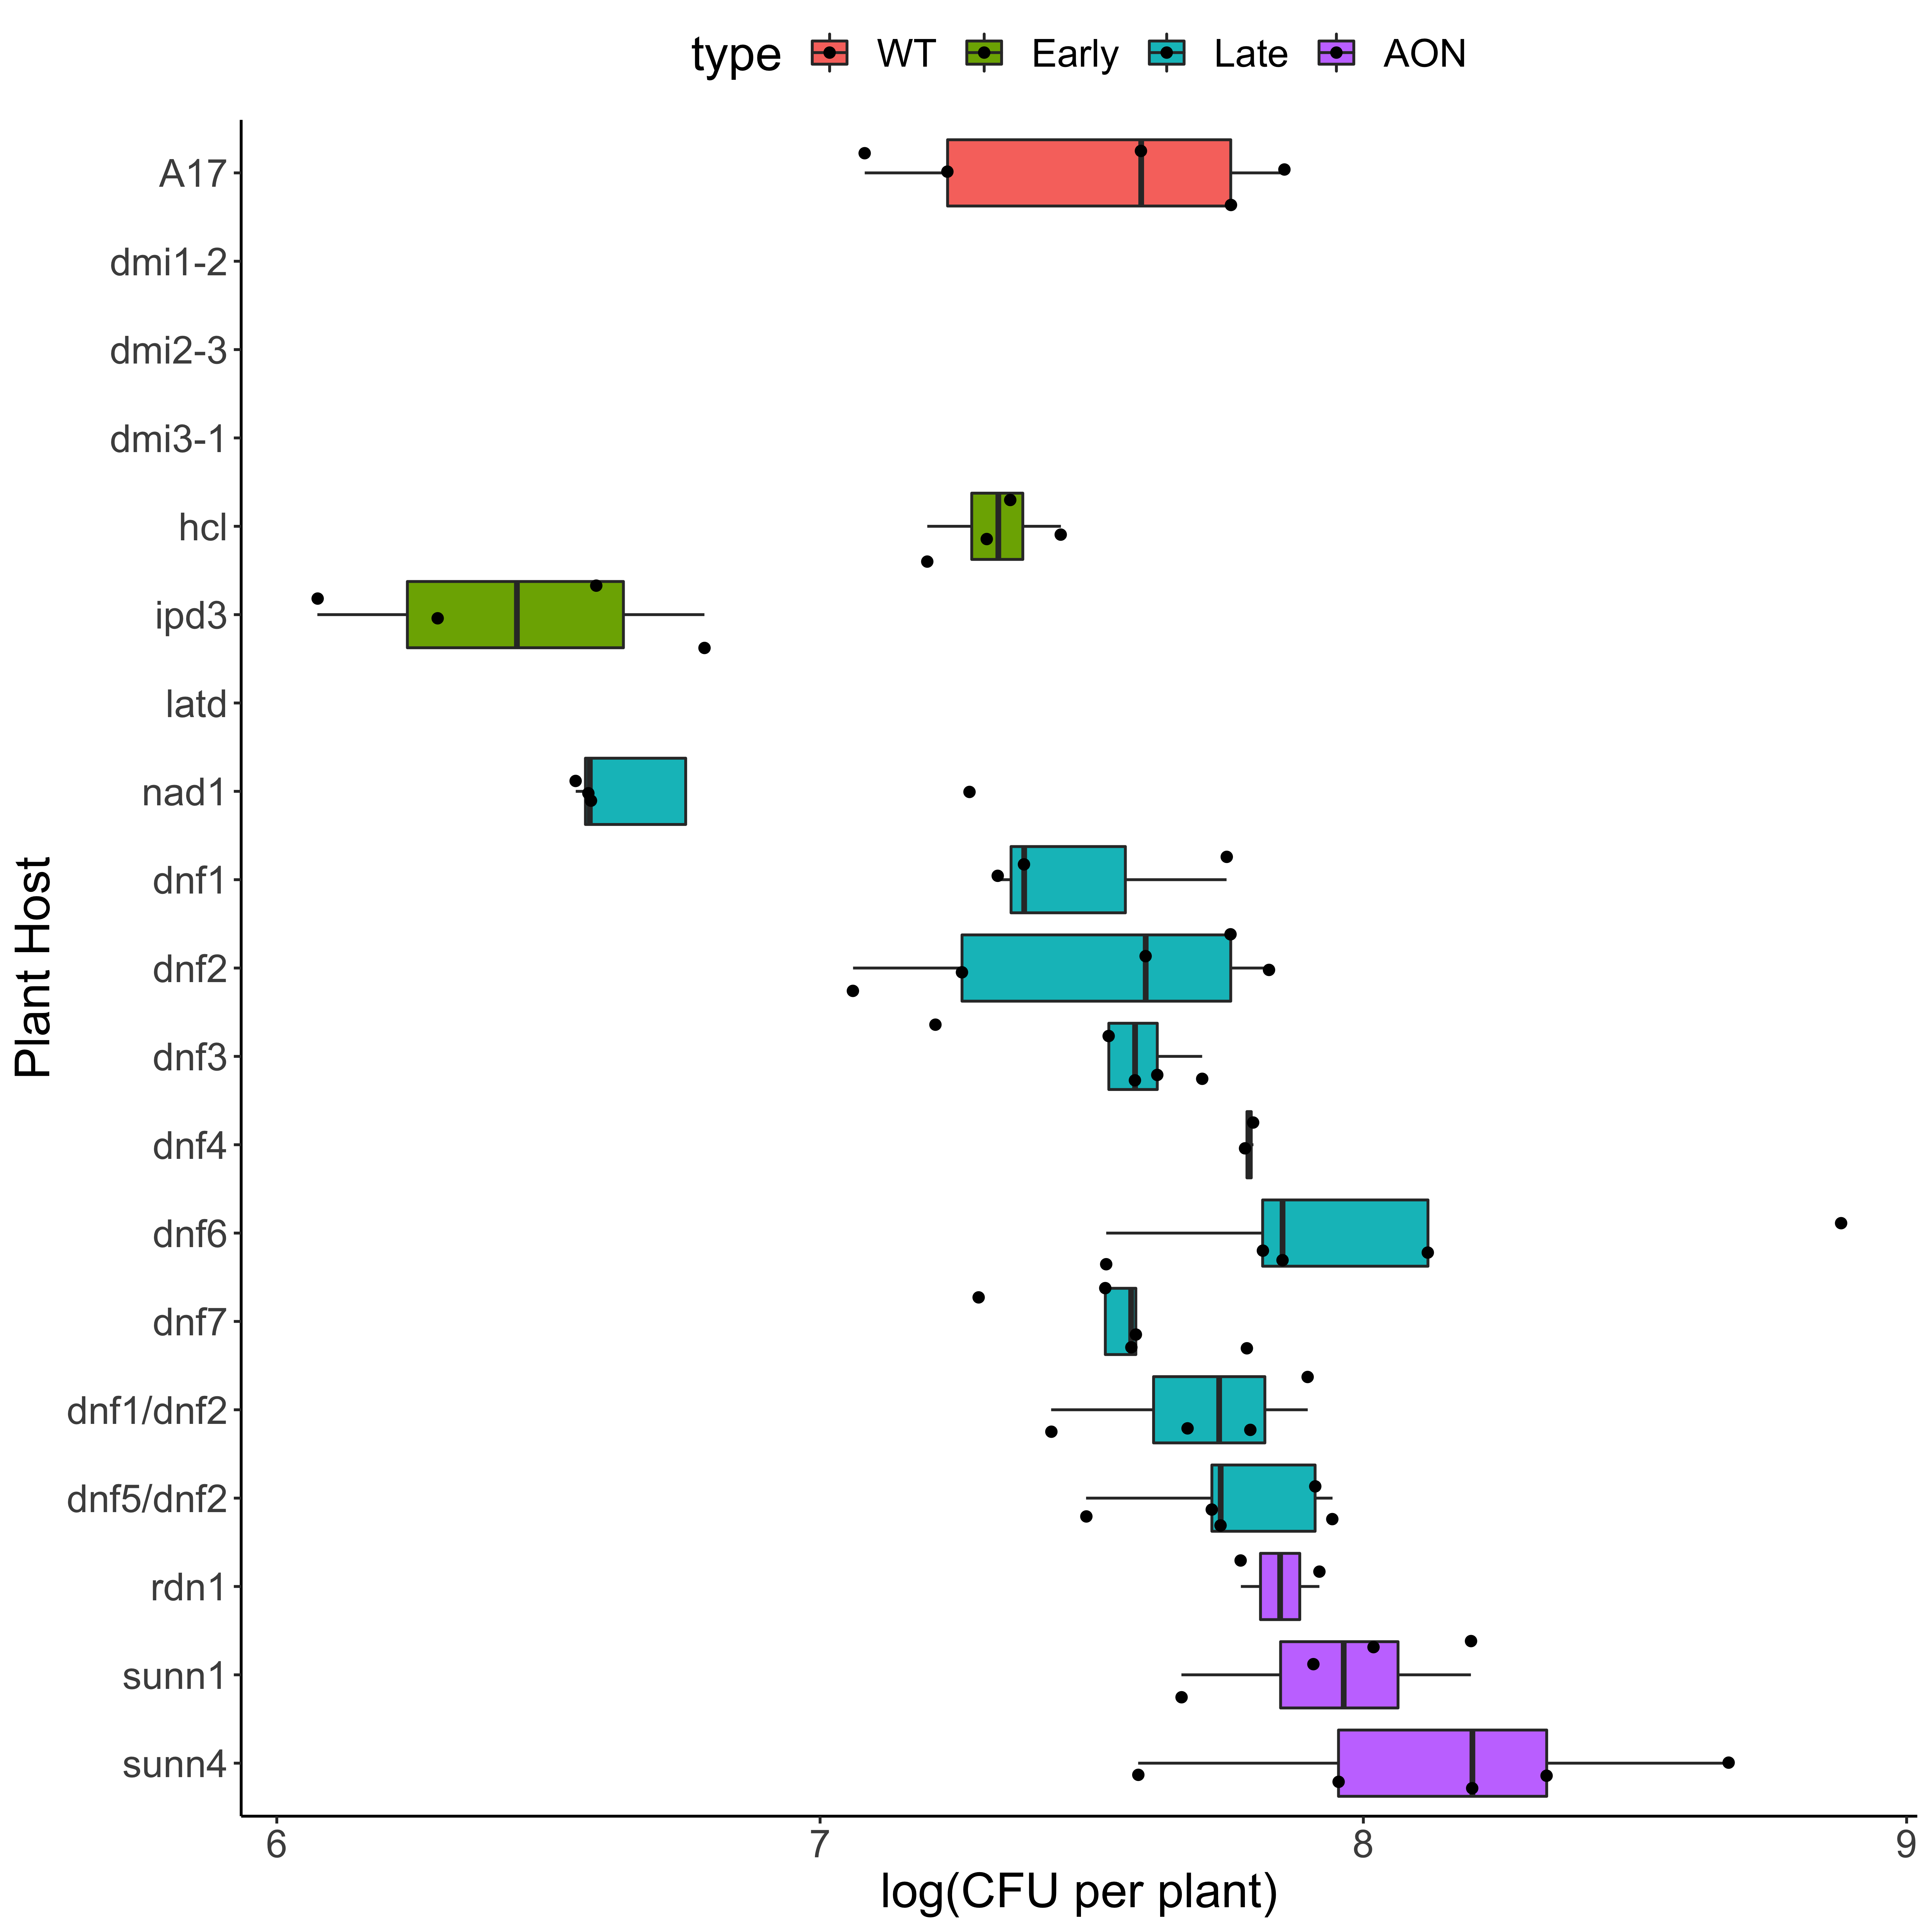 type WT Early Late AON
A17
dmi1-2
dmi2-3
dmi3-1
hcl
ipd3
latd
nad1
dnf1
dnf2
dnf3
dnf4
dnf6
dnf7
dnf1/dnf2
dnf5/dnf2
rdn1
sunn1
sunn4
Plant Host
6 7 8 9
log(CFU per plant)